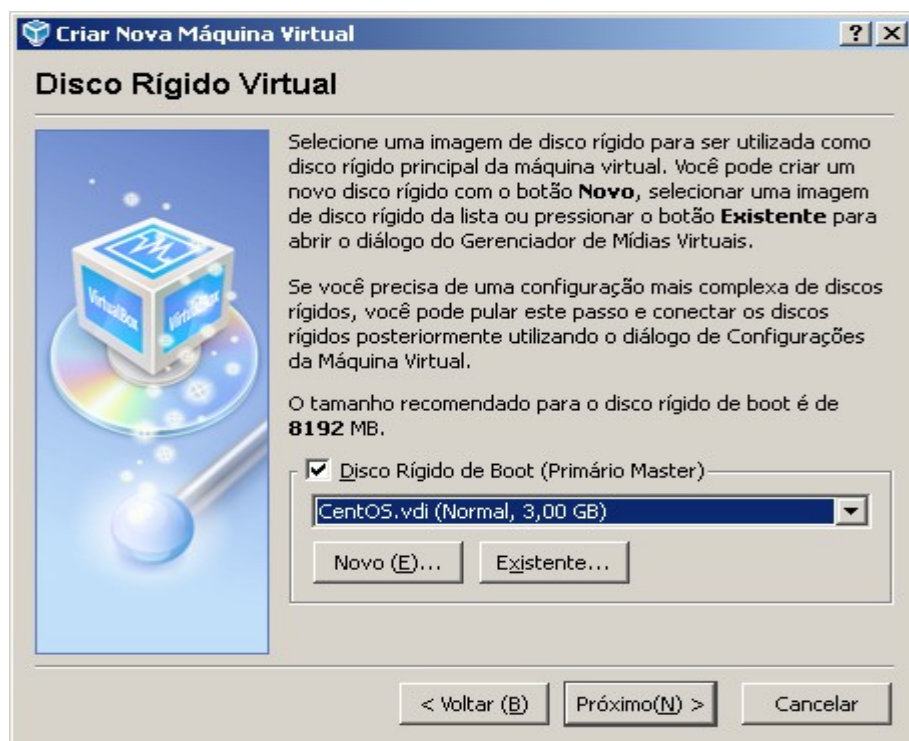 Criar Nova Máquina Virtual
Disco Rígido Virtual
Selecione uma imagem de disco rígido para ser utilizada como
disco rígido principal da máquina virtual. Você pode criar um
novo disco rígido com o botão Novo, selecionar uma imagem
de disco rígido da lista ou pressionar o botão Existente para
abrir o diálogo do Gerenciador de Mídias Virtuais.
Se você precisa de uma configuração mais complexa de discos
rígidos, você pode pular este passo e conectar os discos
rígidos posteriormente utilizando o diálogo de Configurações
da Máquina Virtual.
O tamanho recomendado para o disco rígido de boot é de
8192 MB.
Disco Rígido de Boot (Primário Master)
CentOS.vdi (Normal, 3,00 GB)
Novo (E)... Existente...
VirtualBox VirtualBox
< Voltar (B) Próximo(N) > Cancelar